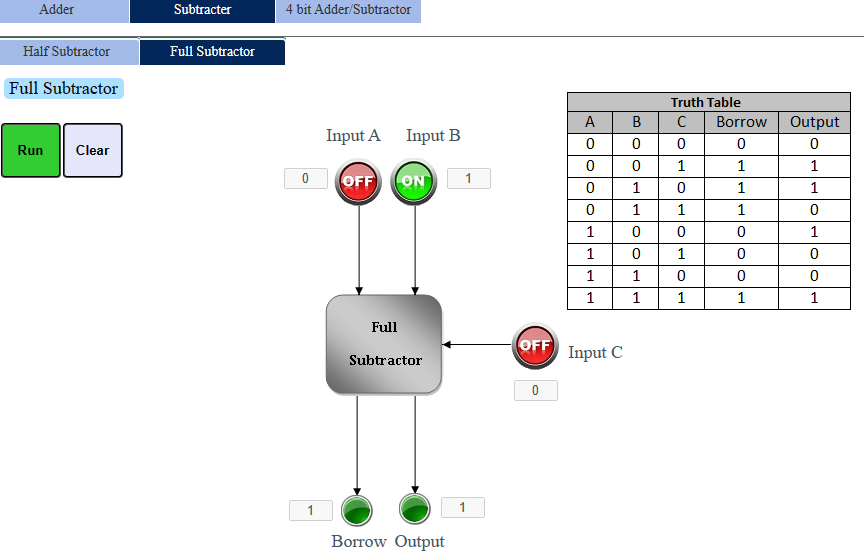 Adder Subtracter 4 bit Adder/Subtractor
Half Subtractor Full Subtractor
Full Subtractor
Run Clear
Input A Input B
0 OFF ON 1
Full
Subtractor
OFF Input C
0
1 1
Borrow Output
Truth Table
A B C Borrow Output
0 0 0 0 0
0 0 1 1 1
0 1 0 1 1
0 1 1 1 0
1 0 0 0 1
1 0 1 0 0
1 1 0 0 0
1 1 1 1 1